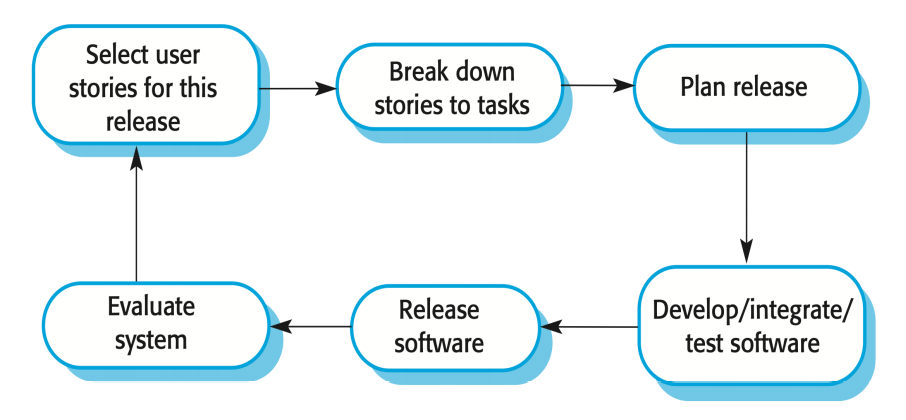 Select user
stories for this
release
Break down
stories to tasks
Plan release
Evaluate
system
Release
software
Develop/integrate/
test software